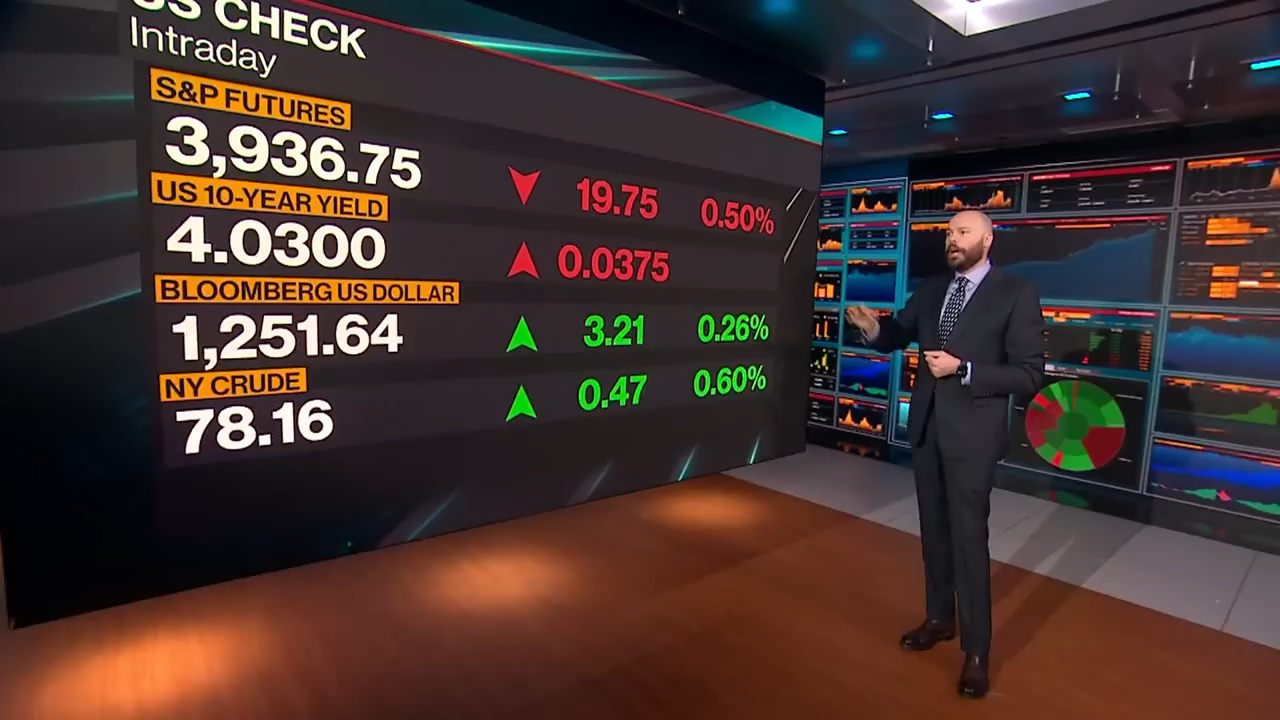 US CHECK
Intraday
S&P FUTURES
3,936.75 19.75 0.50%
US 10-YEAR YIELD
4.0300 0.0375
BLOOMBERG US DOLLAR
1,251.64 3.21 0.26%
NY CRUDE
78.16 0.47 0.60%